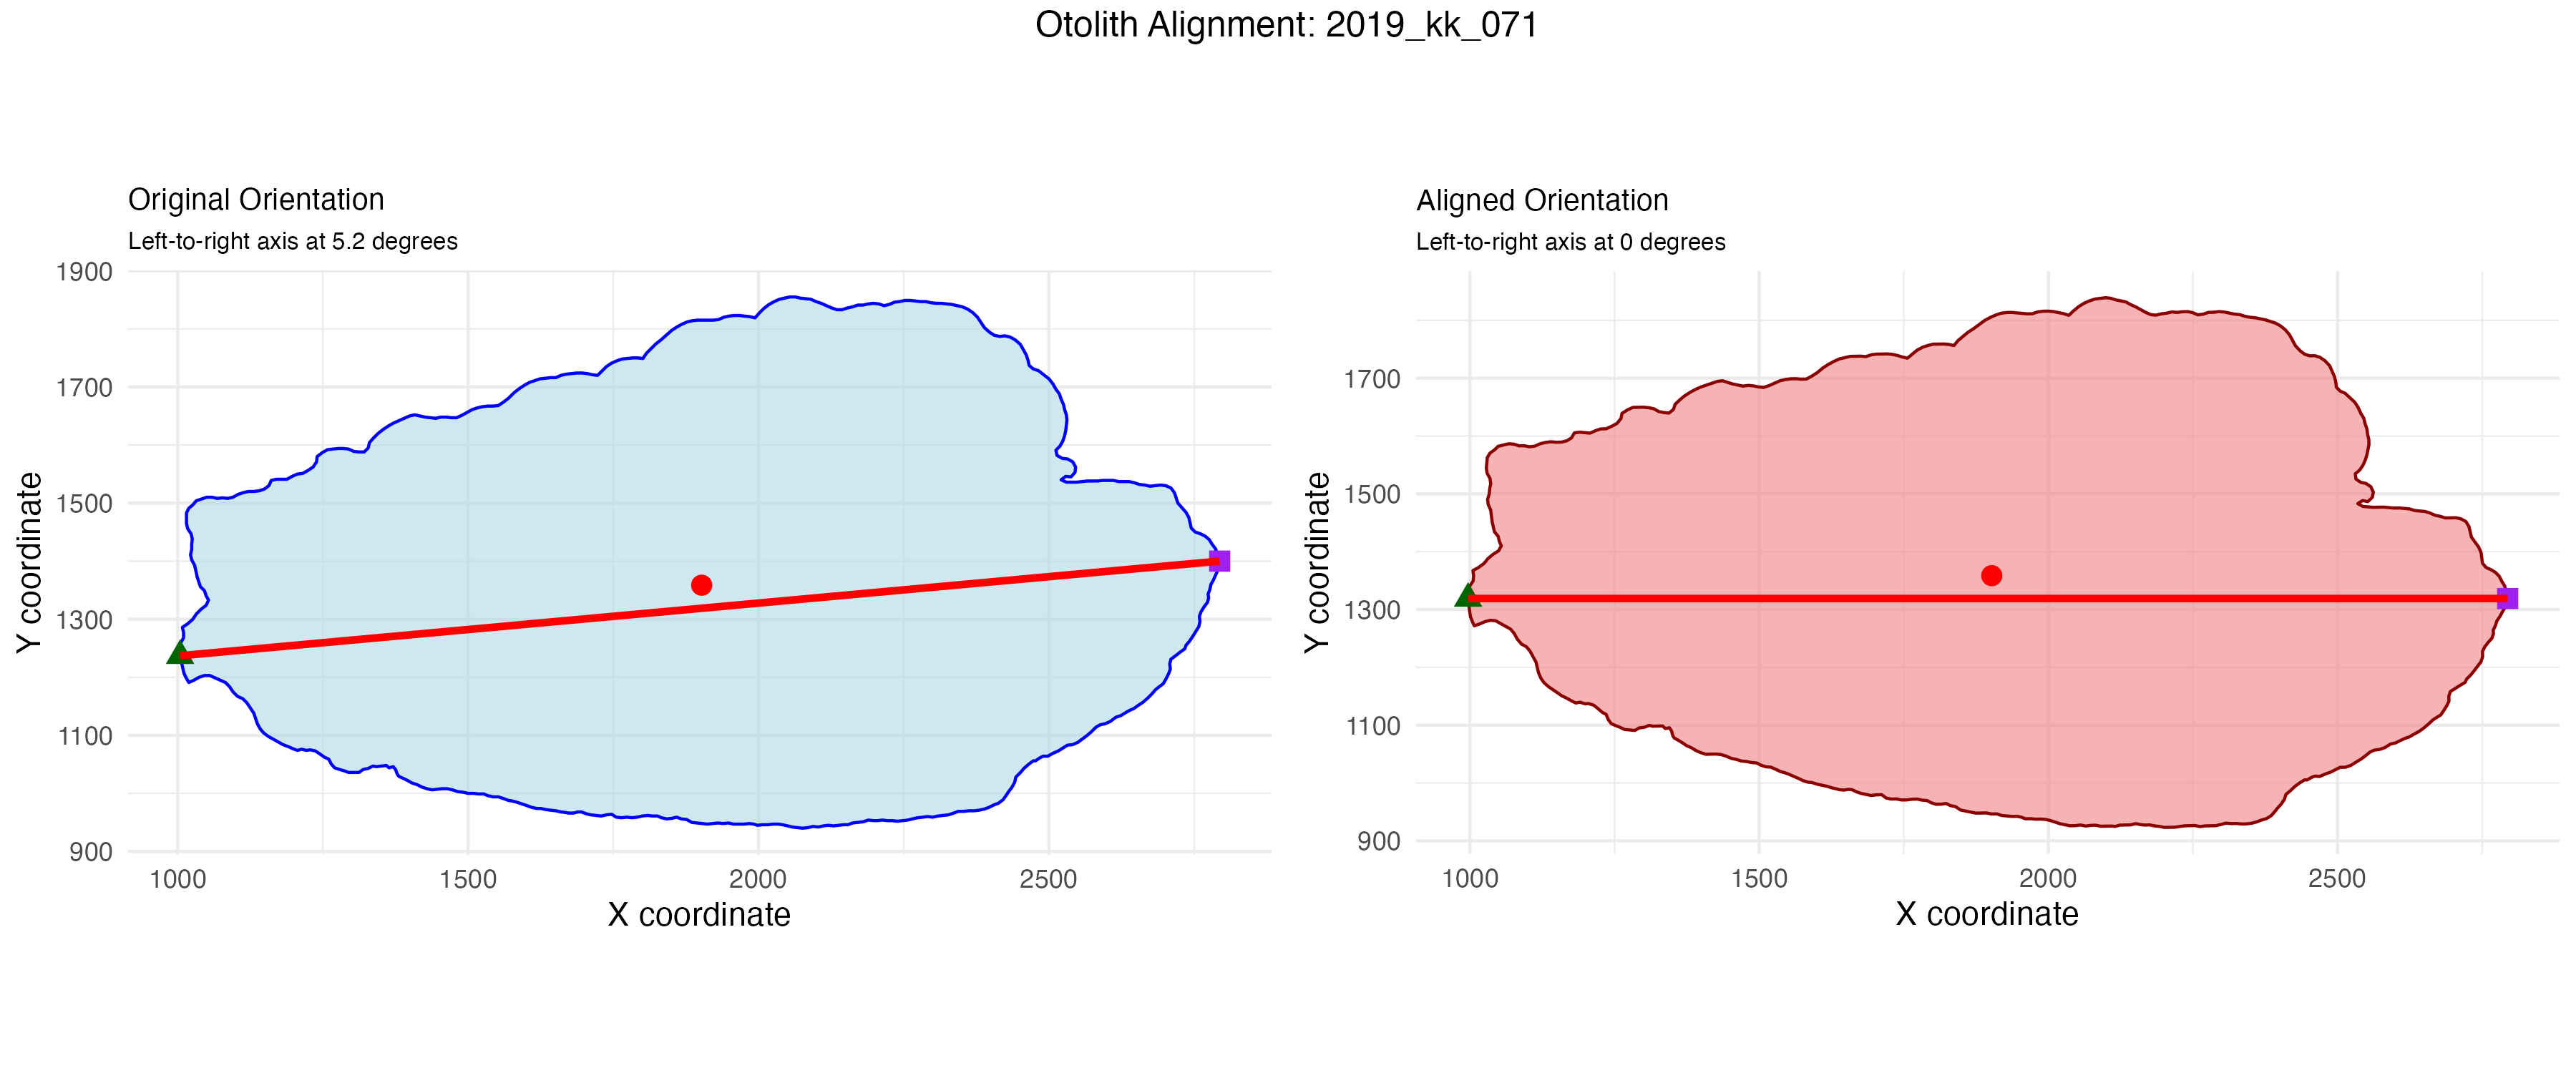 Otolith Alignment: 2019_kk_071
Original Orientation
Left-to-right axis at 5.2 degrees
1900
1700
1500
1300
1100
900
Y coordinate
1000 1500 2000 2500
X coordinate
Aligned Orientation
Left-to-right axis at 0 degrees
1700
1500
1300
1100
900
Y coordinate
1000 1500 2000 2500
X coordinate